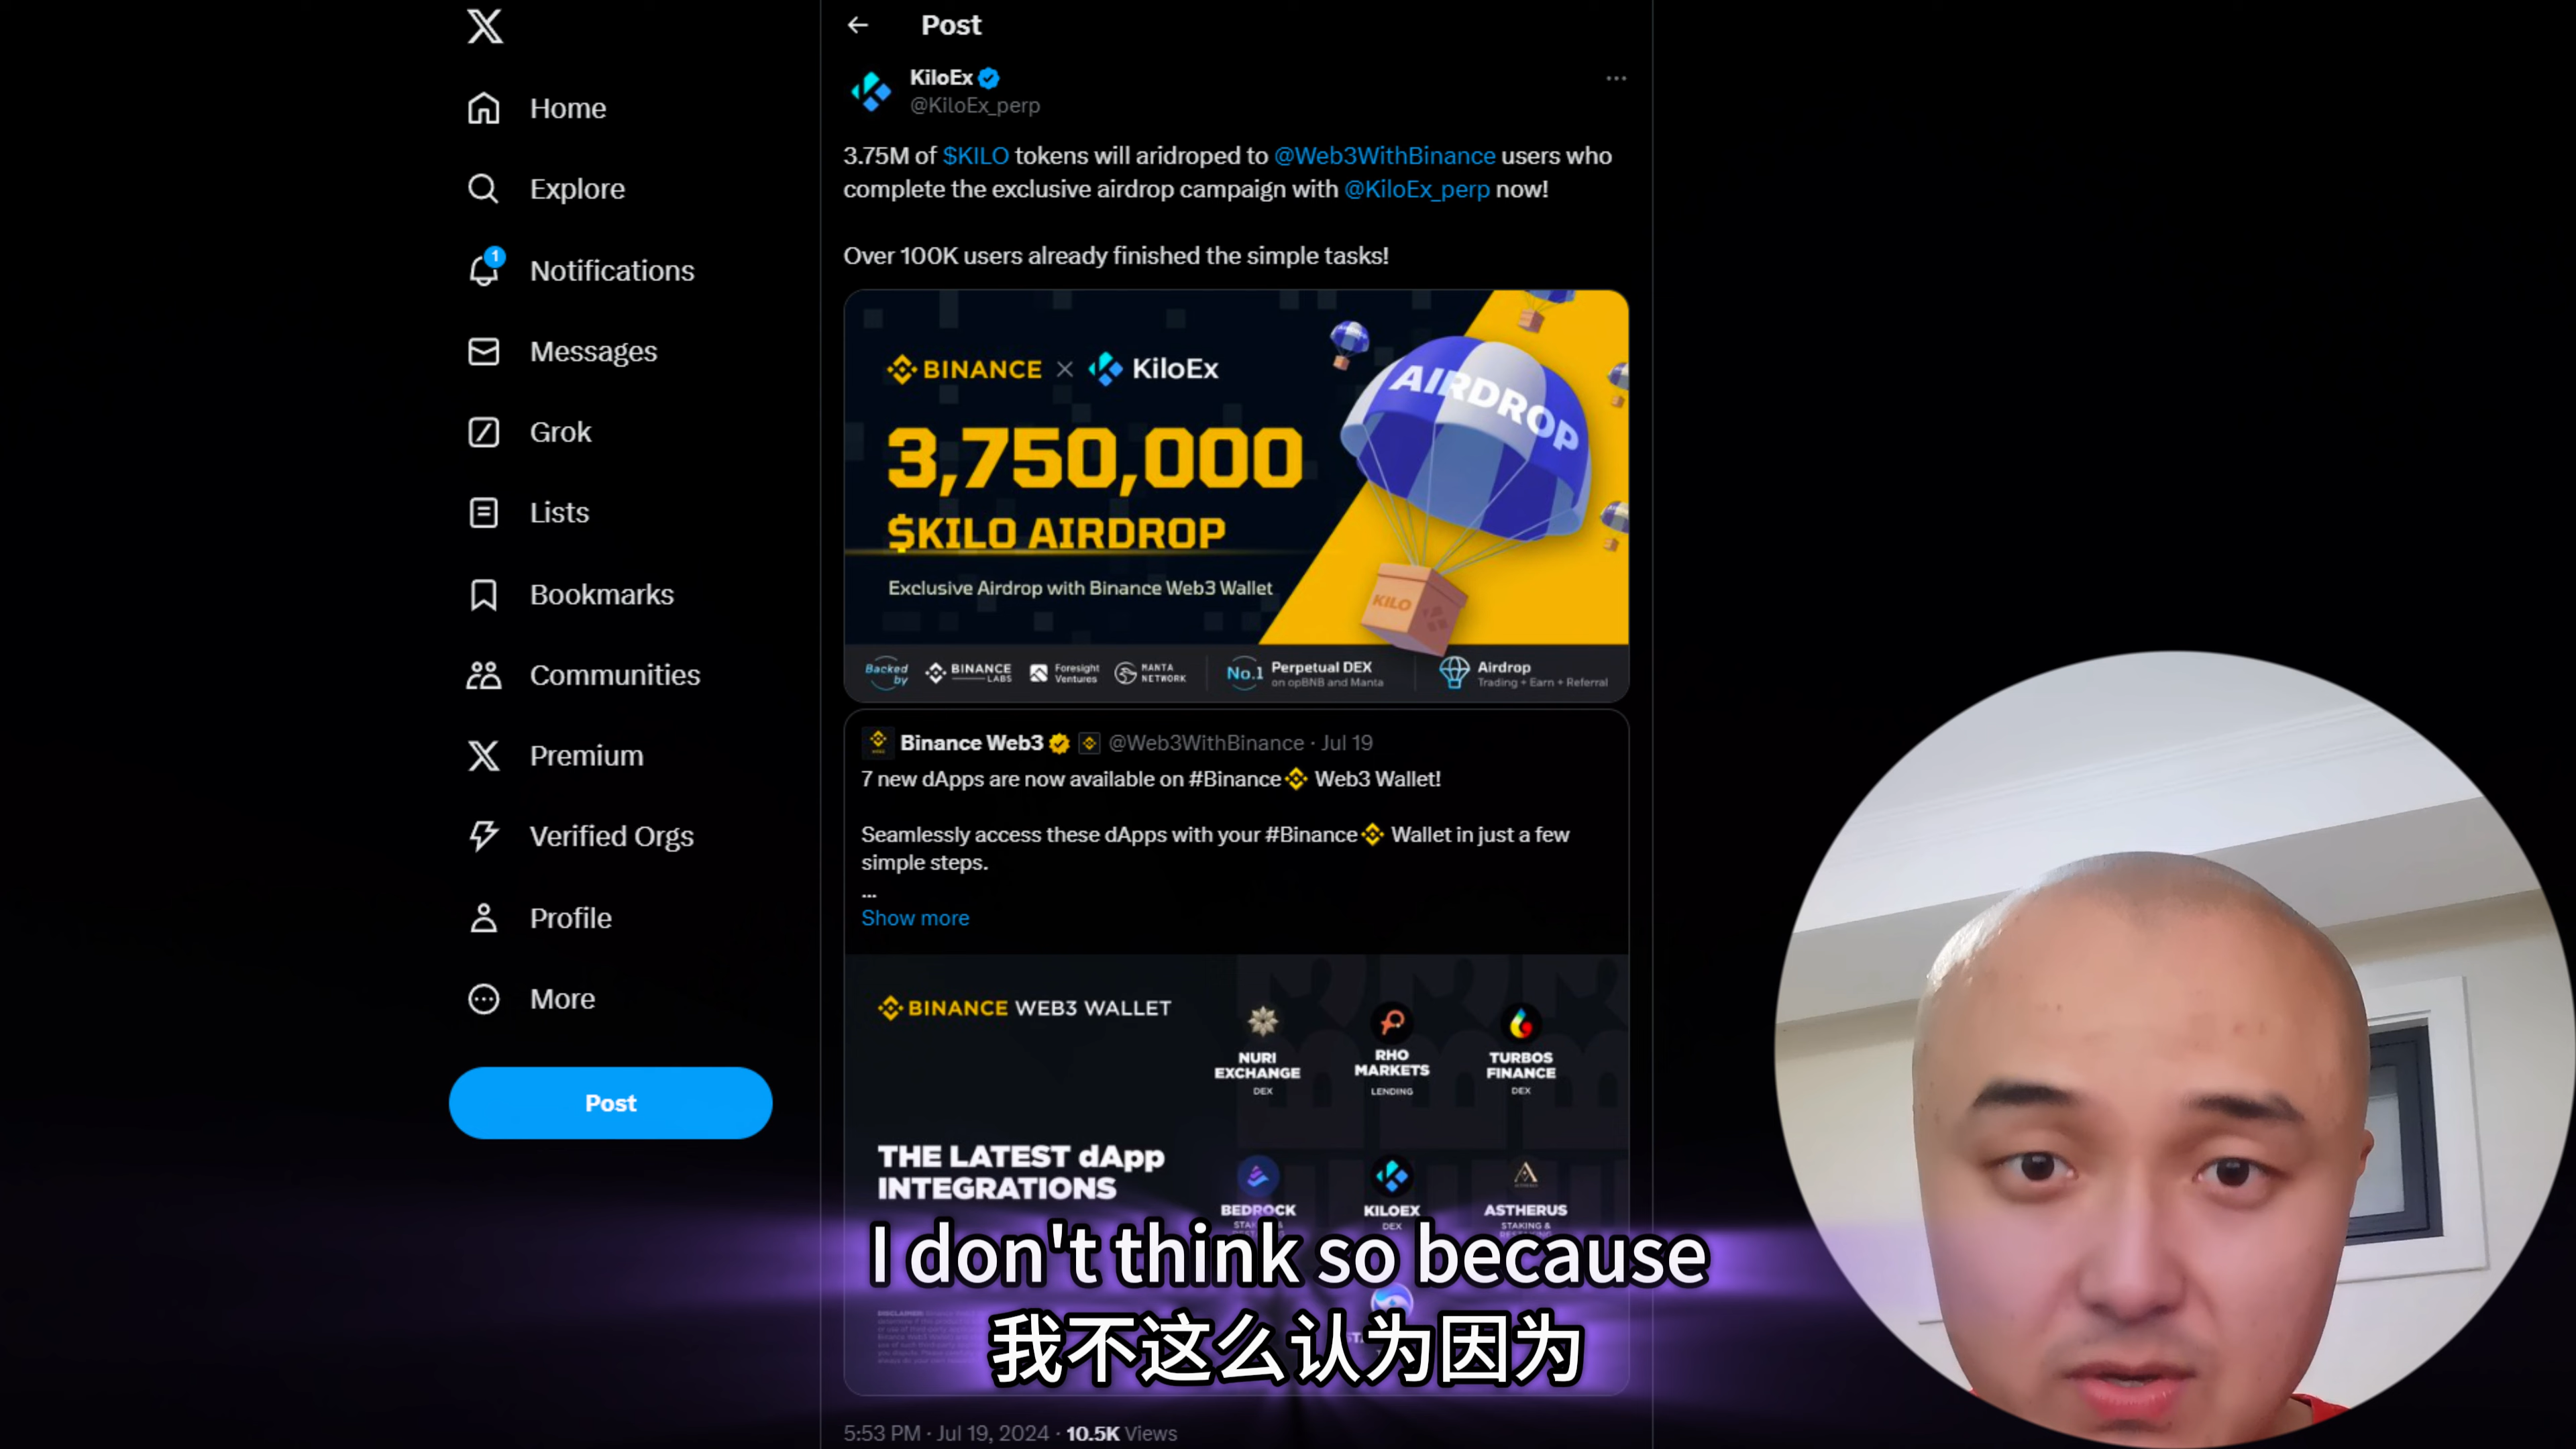 Post
KiloEx
@KiloEx_perp
Home
Explore
1
Notifications
Messages
Grok
Lists
Bookmarks
Communities
Premium
Verified Orgs
Profile
More
Post
3.75M of $KILO tokens will aridroped to @Web3WithBinance users who
complete the exclusive airdrop campaign with @KiloEx_perp now!
Over 100K users already finished the simple tasks!
BINANCE X KiloEx
3,750,000
$KILO AIRDROP
Exclusive Airdrop with Binance Web3 Wallet
AIRDROP
KILO
Backed by
BINANCE LABS
Foresight Ventures
MANTA NETWORK
No.1
Perpetual DEX
on opBNB and Manta
Airdrop
Trading + Earn + Referral
Binance Web3 @Web3WithBinance · Jul 19
7 new dApps are now available on #Binance Web3 Wallet!
Seamlessly access these dApps with your #Binance Wallet in just a few
simple steps.
...
Show more
BINANCE WEB3 WALLET
THE LATEST dApp
INTEGRATIONS
NURI EXCHANGE
DEX
RHO MARKETS
LENDING
TURBOS FINANCE
DEX
BEDROCK
KILOEX
DEX
ASTHERUS
STAKING &
I don't think so because
我不这么认为因为
5:53 PM · Jul 19, 2024 · 10.5K Views